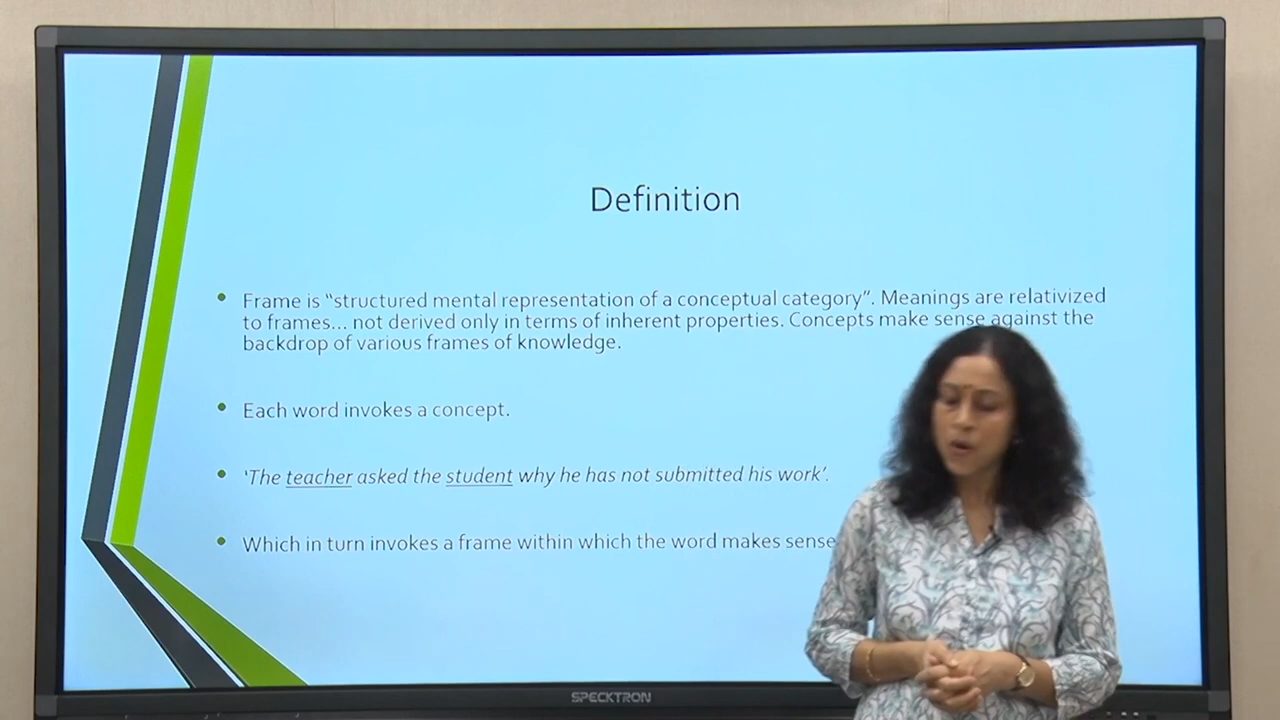 Definition
Frame is “structured mental representation of a conceptual category”. Meanings are relativized
to frames... not derived only in terms of inherent properties. Concepts make sense against the
backdrop of various frames of knowledge.
Each word invokes a concept.
‘The teacher asked the student why he has not submitted his work’.
Which in turn invokes a frame within which the word makes sense
SPECKTRON